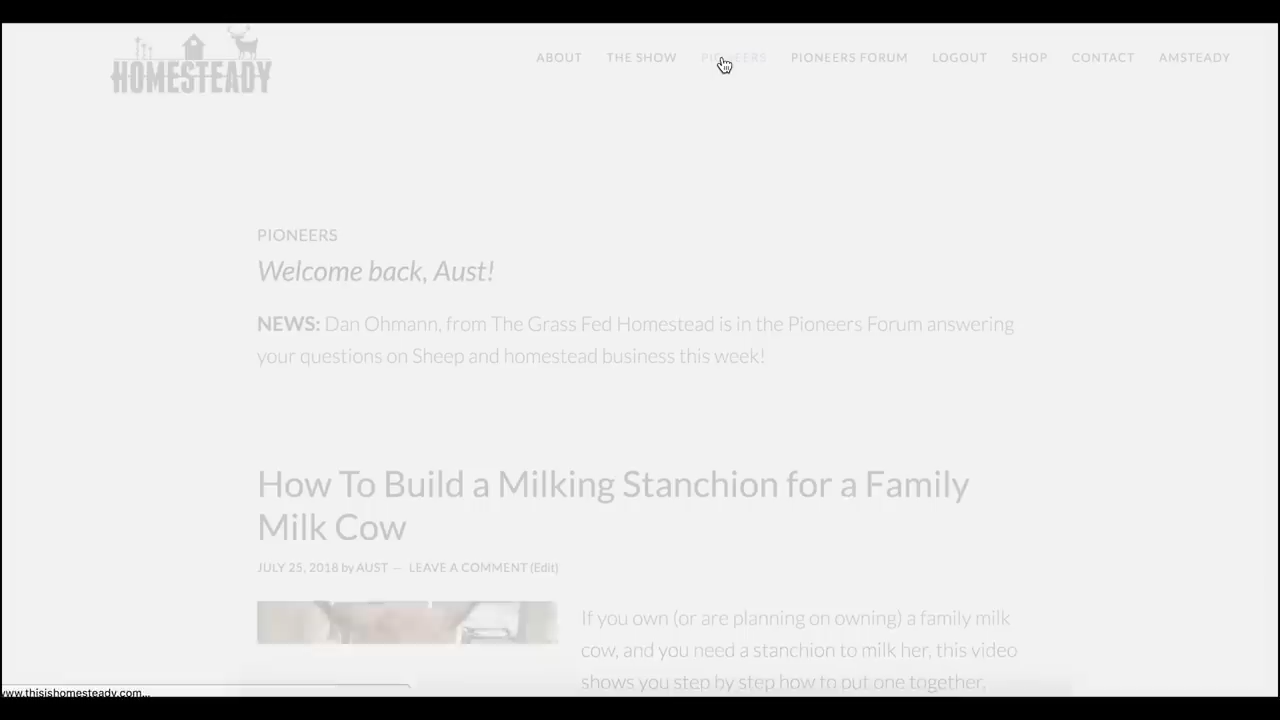 HOMESTEADY
ABOUT THE SHOW PIONEERS PIONEERS FORUM LOGOUT SHOP CONTACT AMSTEADY
PIONEERS
Welcome back, Aust!
NEWS: Dan Ohmann, from The Grass Fed Homestead is in the Pioneers Forum answering
your questions on Sheep and homestead business this week!
How To Build a Milking Stanchion for a Family
Milk Cow
JULY 25, 2018 by AUST — LEAVE A COMMENT (Edit)
If you own (or are planning on owning) a family milk
cow, and you need a stanchion to milk her, this video
shows you step by step how to put one together,
www.thisishomesteady.com...